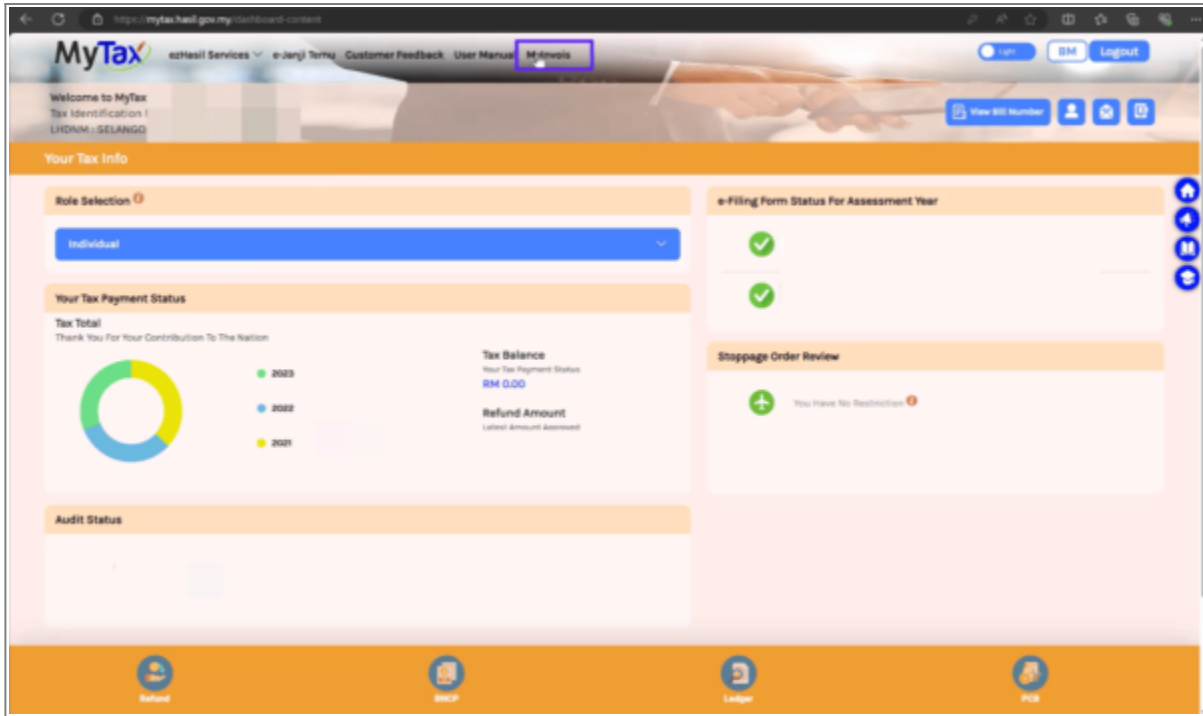 https://mytax.hasil.gov.my/dashboard-content
MyTax
ezHasil Services
e-Janji Temu
Customer Feedback
User Manual
MyInvois
Light
BM
Logout
Welcome to MyTax
Tax Identification
LHDNM : SELANGO
View Bill Number
Your Tax Info
Role Selection
Individual
e-Filing Form Status For Assessment Year
Your Tax Payment Status
Tax Total
Thank You For Your Contribution To The Nation
2023
2022
2021
Tax Balance
Your Tax Payment Status
RM 0.00
Refund Amount
Latest Amount Approved
Stoppage Order Review
You Have No Restriction
Audit Status
Refund
BNCP
Ledger
PCB